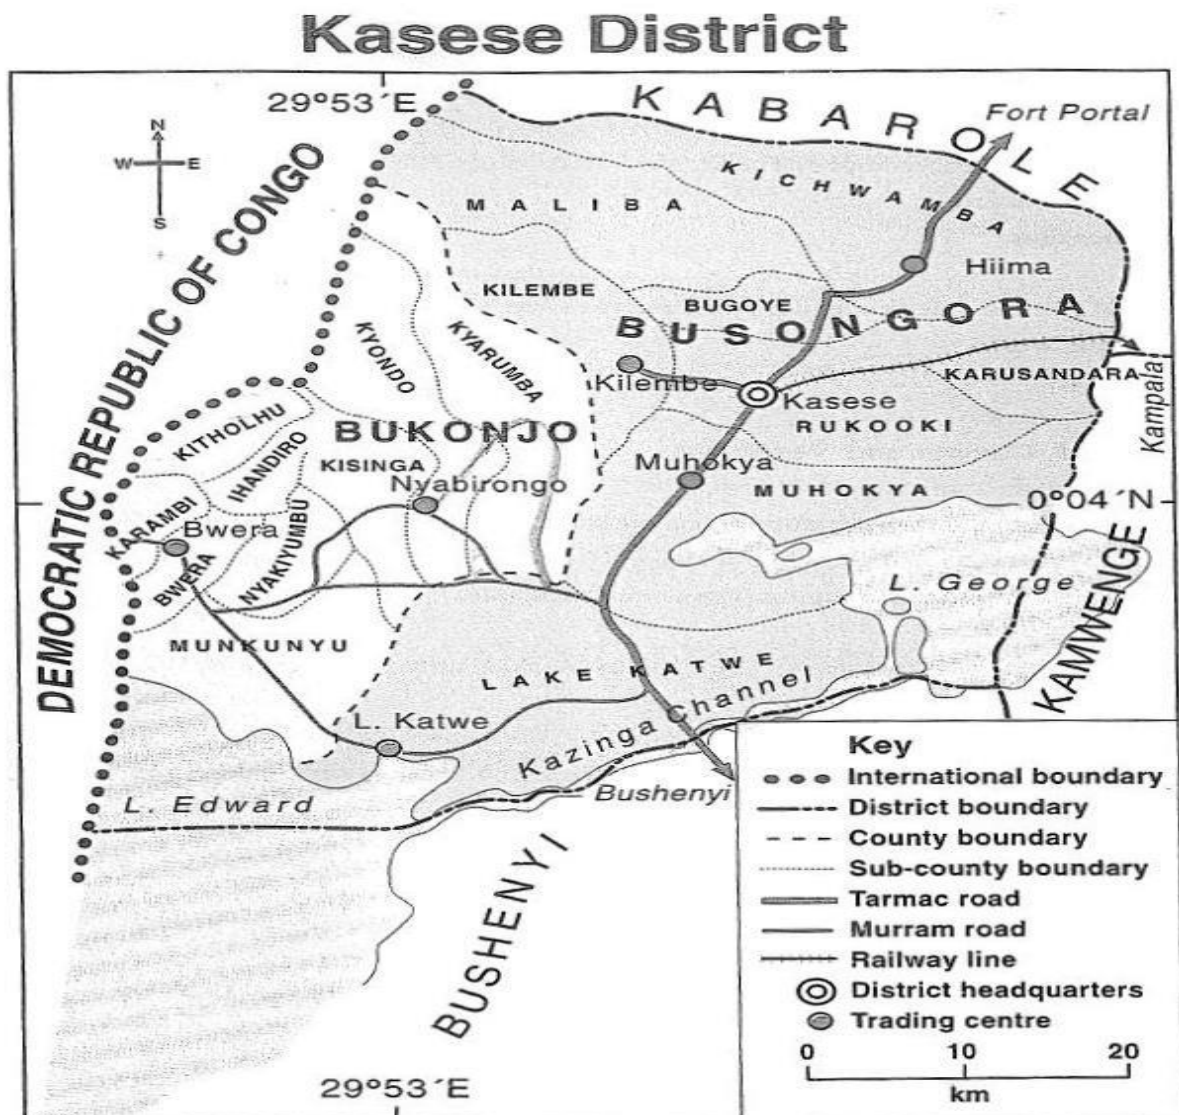 Kasese District
29°53´E
KABAROLE
Fort Portal
N
W E
S
DEMOCRATIC REPUBLIC OF CONGO
KICHWAMBA
MALIBA
Hiima
KILEMBE
BUGOYE
BUSONGORA
KYONDO
KYARUMBA
Kilembe
KARUSANDARA
Kampala
Kasese
RUKOOKI
KITHOLHU
BUKONJO
IHANDIRO
KISINGA
Muhokya
Nyabirongo
MUHOKYA
0°04´N
KARAMBI
Bwera
NYAKIYUMBU
BWERA
L. George
KAMWENGE
MUNKUNYU
LAKE KATWE
L. Katwe
Kazinga Channel
L. Edward
Bushenyi
BUSHENYI
29°53´E
Key
International boundary
District boundary
County boundary
Sub-county boundary
Tarmac road
Murram road
Railway line
District headquarters
Trading centre
0 10 20
km